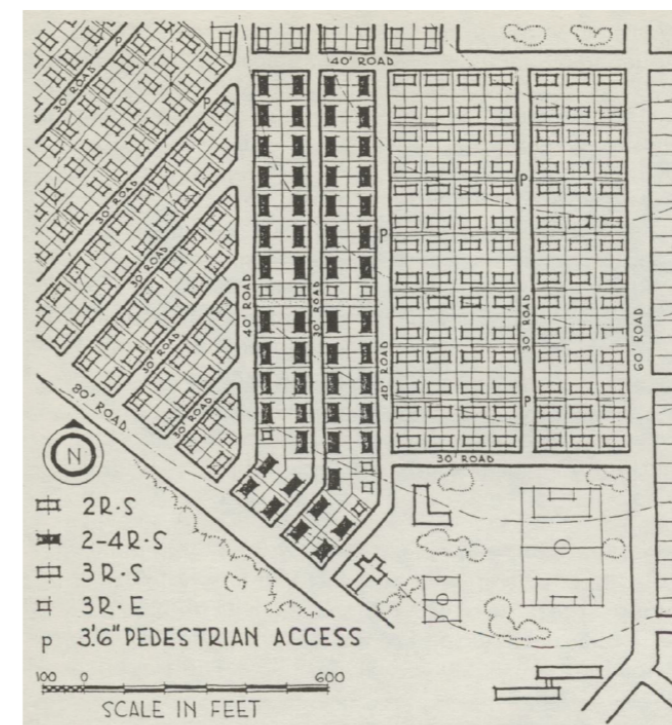 40' ROAD
P
30' ROAD
P
30' ROAD
P
30' ROAD
P
40' ROAD
30' ROAD
30' ROAD
60' ROAD
30' ROAD
40' ROAD
30' ROAD
80' ROAD
P
30' ROAD
30' ROAD
N
2R·S
2-4R·S
3R·S
3R·E
P 3'.6" PEDESTRIAN ACCESS
100 0 600
SCALE IN FEET